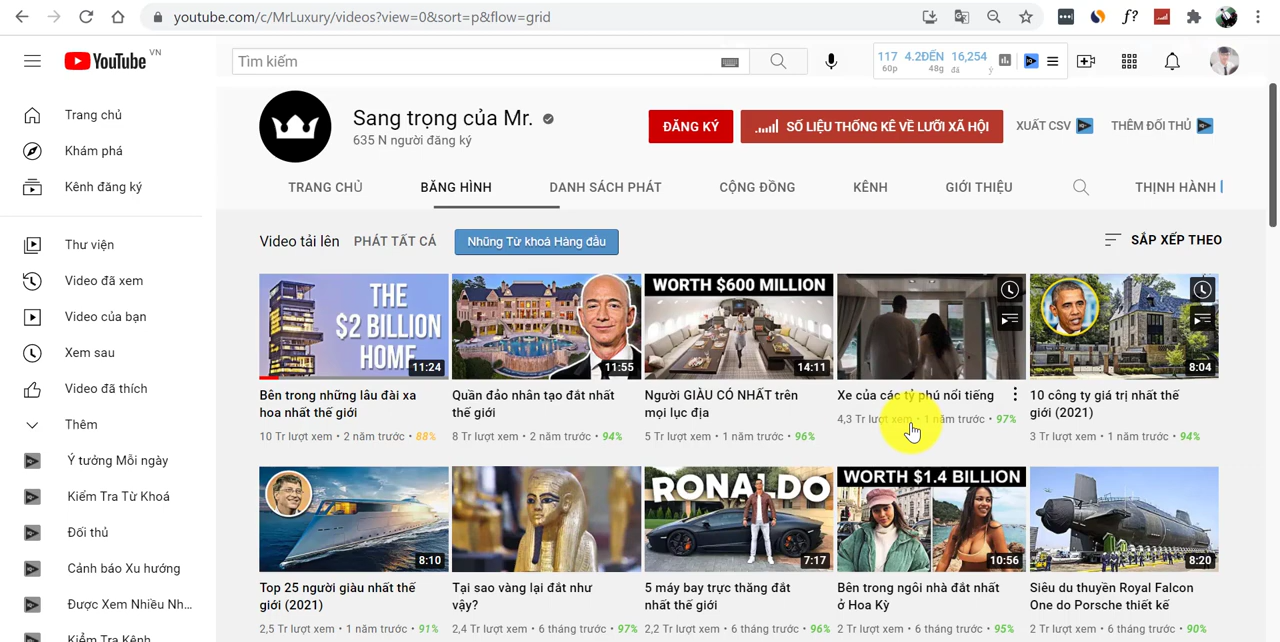 youtube.com/c/MrLuxury/videos?view=0&sort=p&flow=grid
YouTube VN
Tìm kiếm
117 4.2ĐẾN 16,254
60p 48g đá ý
Trang chủ
Khám phá
Kênh đăng ký
Thư viện
Video đã xem
Video của bạn
Xem sau
Video đã thích
Thêm
Ý tưởng Mỗi ngày
Kiểm Tra Từ Khoá
Đối thủ
Cảnh báo Xu hướng
Được Xem Nhiều Nh...
Kiểm Tra Kênh
Sang trọng của Mr.
635 N người đăng ký
ĐĂNG KÝ
SỐ LIỆU THỐNG KÊ VỀ LƯỠI XÃ HỘI
XUẤT CSV
THÊM ĐỐI THỦ
TRANG CHỦ BĂNG HÌNH DANH SÁCH PHÁT CỘNG ĐỒNG KÊNH GIỚI THIỆU THỊNH HÀNH
Video tải lên PHÁT TẤT CẢ Những Từ khoá Hàng đầu SẮP XẾP THEO
THE
$2 BILLION
HOME
11:24
11:55
WORTH $600 MILLION
14:11
8:04
Bên trong những lâu đài xa
hoa nhất thế giới
10 Tr lượt xem • 2 năm trước • 88%
Quần đảo nhân tạo đắt nhất
thế giới
8 Tr lượt xem • 2 năm trước • 94%
Người GIÀU CÓ NHẤT trên
mọi lục địa
5 Tr lượt xem • 1 năm trước • 96%
Xe của các tỷ phú nổi tiếng
4,3 Tr lượt xem • 1 năm trước • 97%
10 công ty giá trị nhất thế
giới (2021)
3 Tr lượt xem • 1 năm trước • 94%
8:10
RONALDO
7:17
WORTH $1.4 BILLION
10:56
8:20
Top 25 người giàu nhất thế
giới (2021)
2,5 Tr lượt xem • 1 năm trước • 91%
Tại sao vàng lại đắt như
vậy?
2,4 Tr lượt xem • 6 tháng trước • 97%
5 máy bay trực thăng đắt
nhất thế giới
2,2 Tr lượt xem • 6 tháng trước • 96%
Bên trong ngôi nhà đắt nhất
ở Hoa Kỳ
2 Tr lượt xem • 6 tháng trước • 95%
Siêu du thuyền Royal Falcon
One do Porsche thiết kế
2 Tr lượt xem • 6 tháng trước • 90%